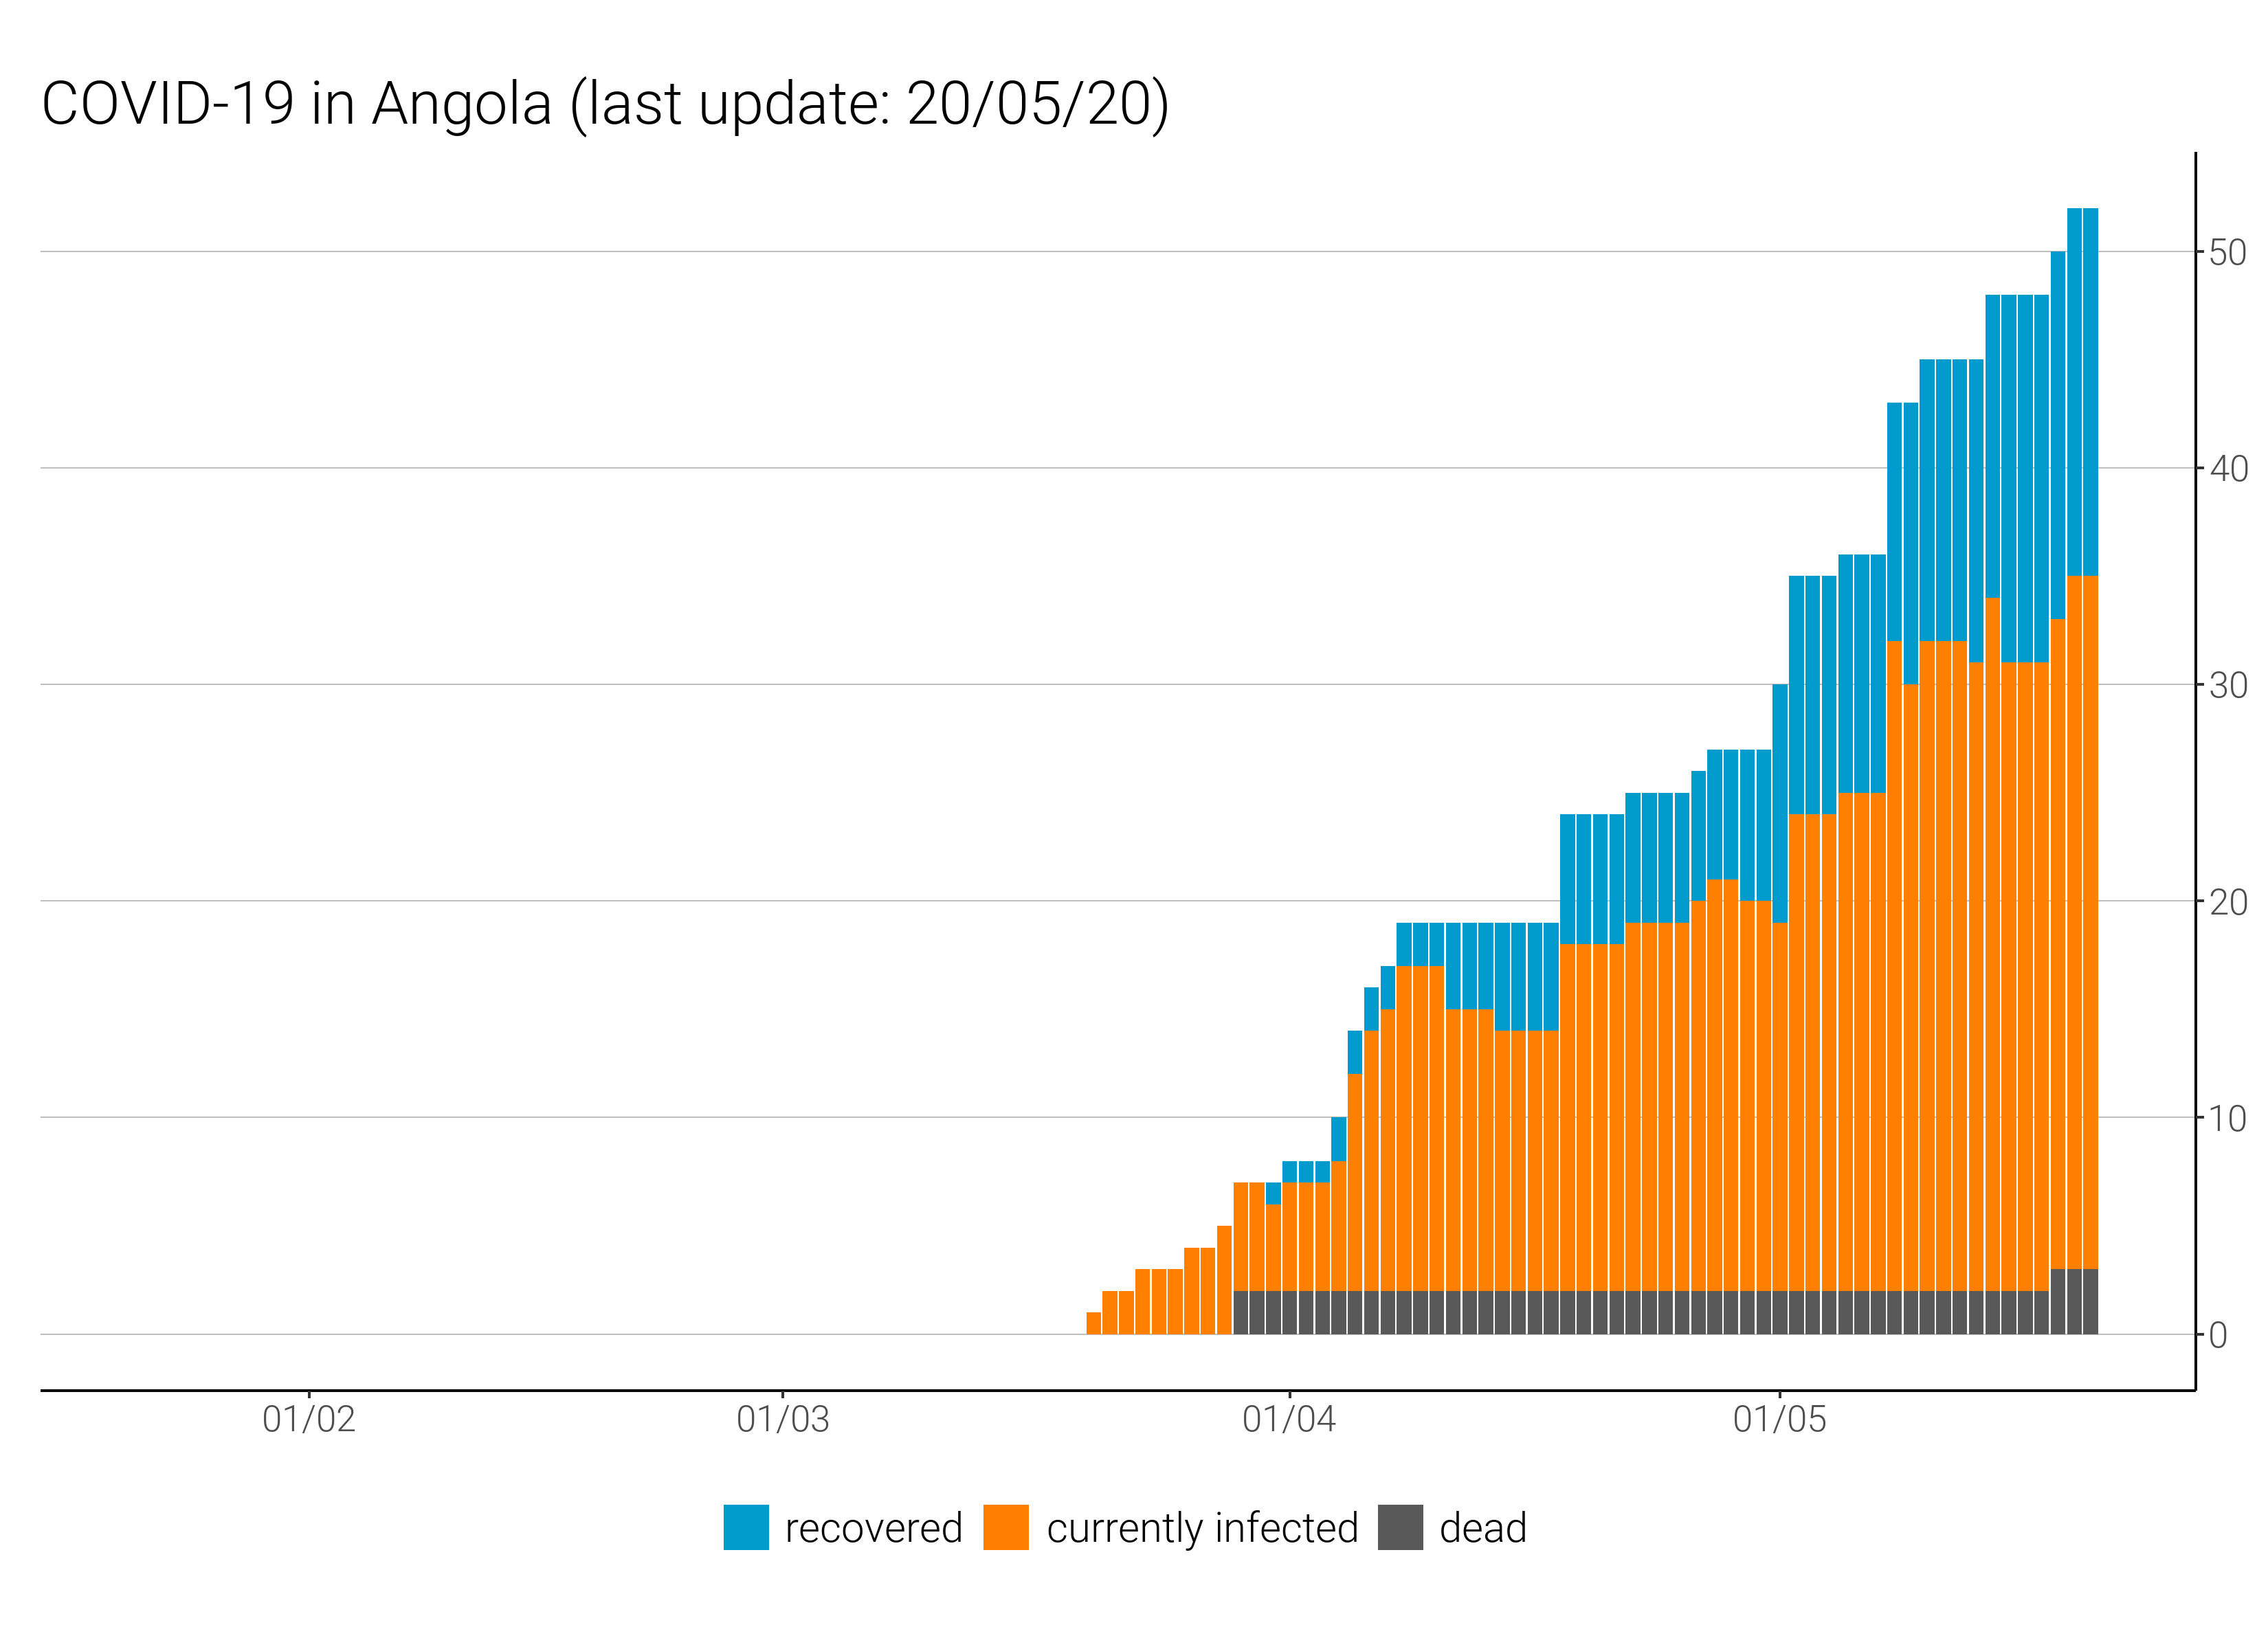 COVID-19 in Angola (last update: 20/05/20)
50
40
30
20
10
0
01/02 01/03 01/04 01/05
recovered currently infected dead